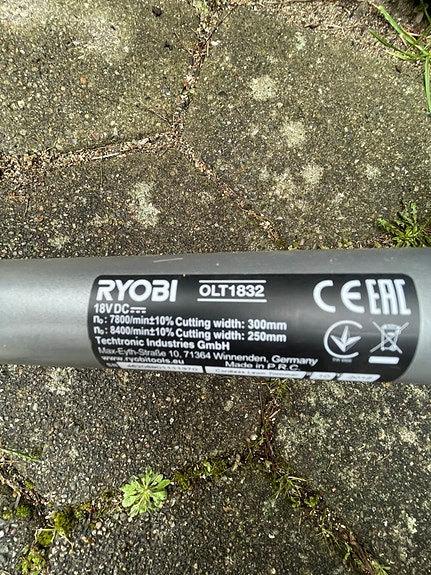 RYOBI OLT1832
18V DC
n₀ : 7800/min±10% Cutting width: 300mm
n₀ : 8400/min±10% Cutting width: 250mm
Techtronic Industries GmbH
Max-Eyth-Straße 10, 71364 Winnenden, Germany
www.ryobitools.eu Made in P.R.C.
CE EAC